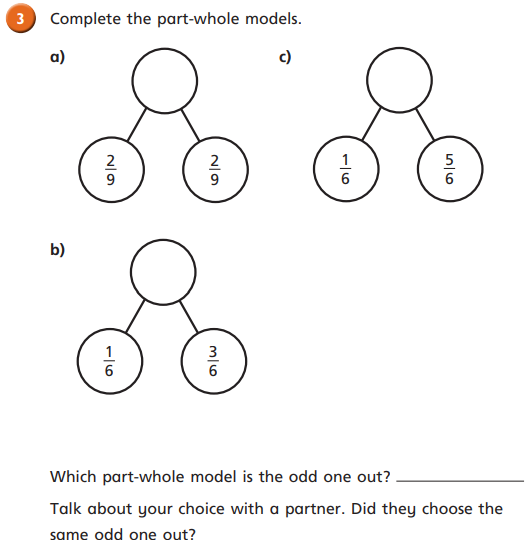 3 Complete the part-whole models.
a) c)
2/9 2/9 1/6 5/6
b)
1/6 3/6
Which part-whole model is the odd one out?
Talk about your choice with a partner. Did they choose the
same odd one out?